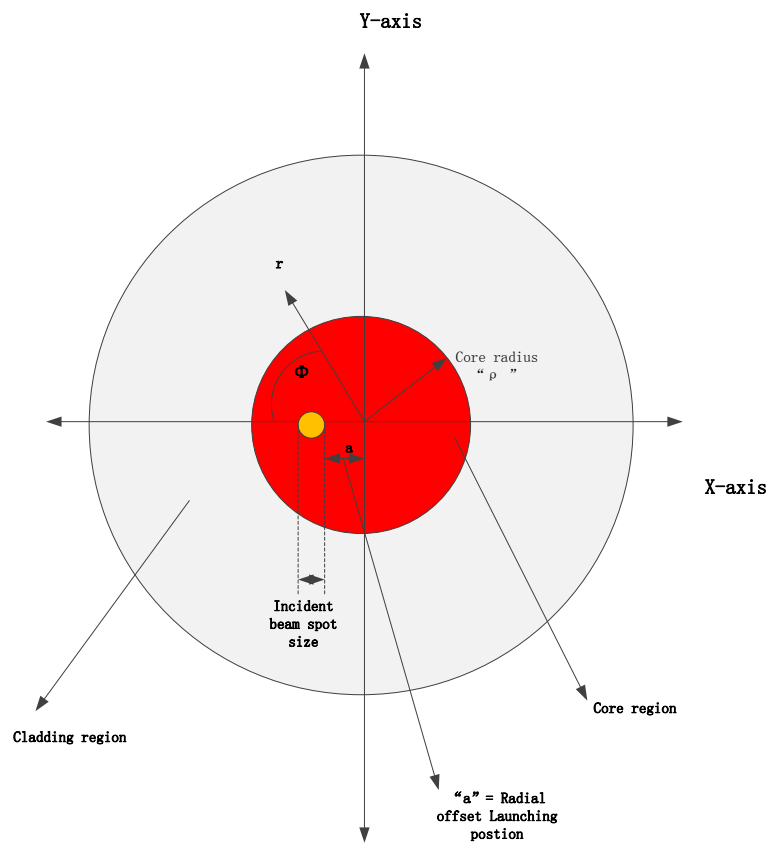 Y-axis
r
Core radius
“ ρ ”
Φ
a
X-axis
Incident
beam spot
size
Core region
Cladding region
“a”= Radial
offset Launching
postion